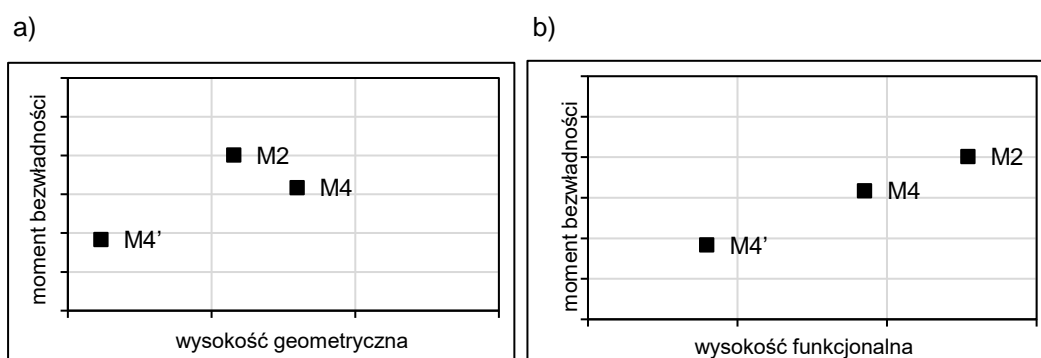 a)
moment bezwładności
M2
M4
M4’
wysokość geometryczna
b)
moment bezwładności
M2
M4
M4’
wysokość funkcjonalna